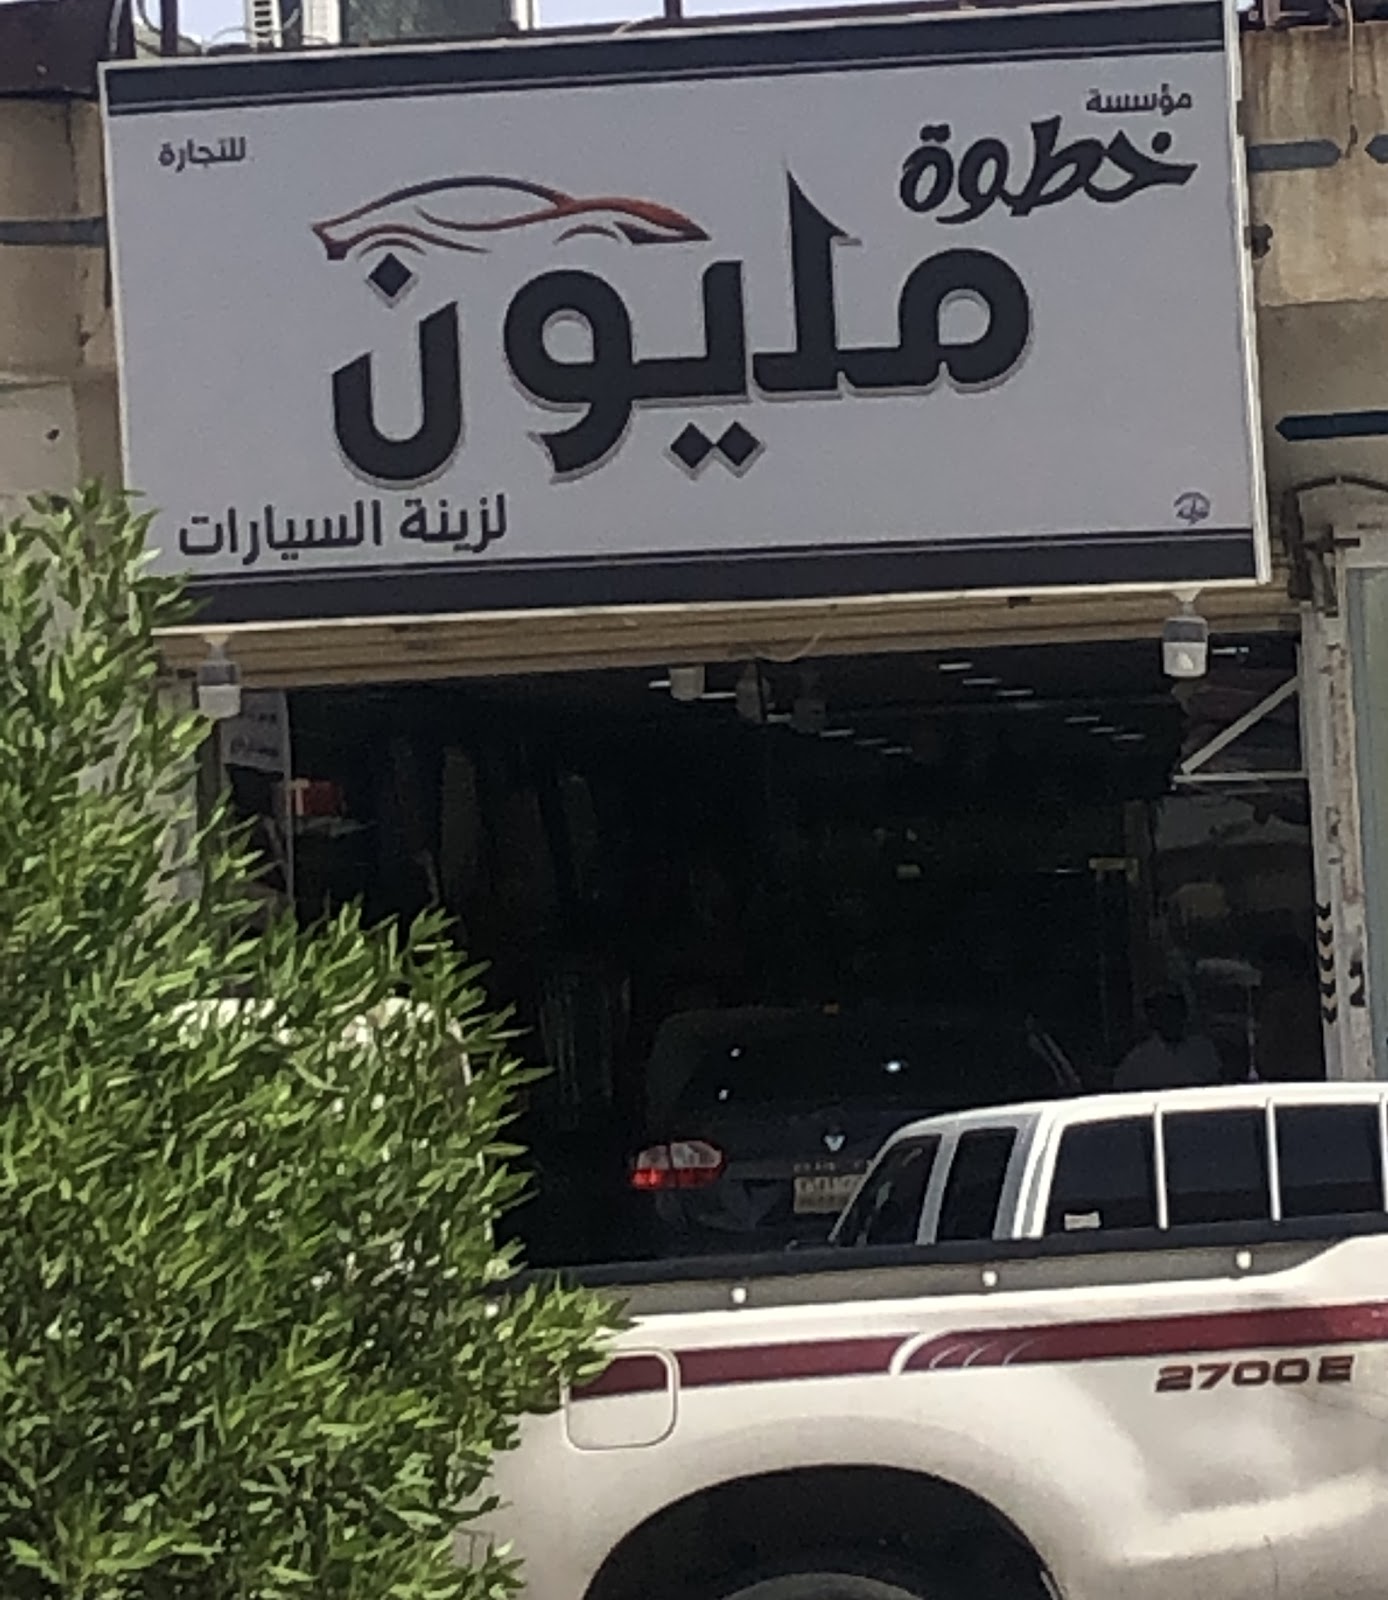 مؤسسة
خطوة
مليون
للتجارة
لزينة السيارات
2700E